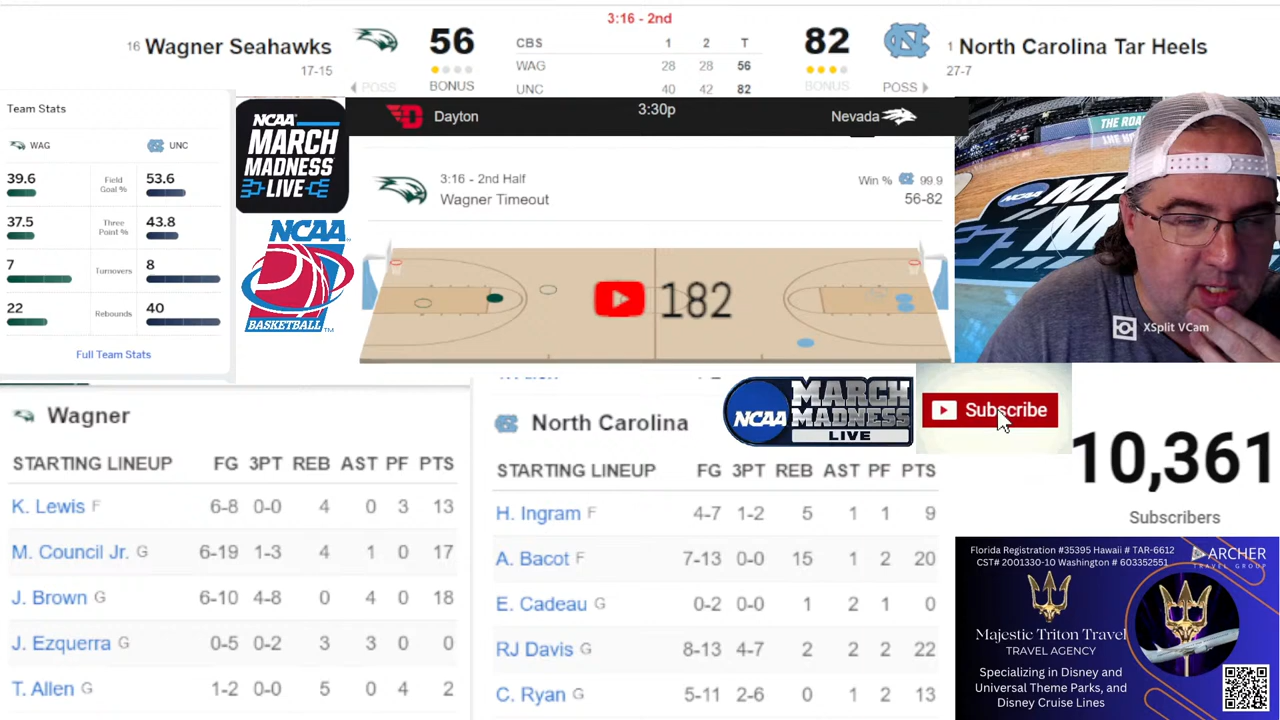 3:16 - 2nd
16 Wagner Seahawks
17-15
56
POSS
BONUS
CBS 1 2 T
WAG 28 28 56
UNC 40 42 82
82
BONUS
POSS
1 North Carolina Tar Heels
27-7
Team Stats
WAG UNC
39.6 Field Goal % 53.6
37.5 Three Point % 43.8
7 Turnovers 8
22 Rebounds 40
Full Team Stats
NCAA
MARCH
MADNESS
LIVE
NCAA
BASKETBALL™
Dayton 3:30p Nevada
3:16 - 2nd Half
Wagner Timeout
Win % 99.9
56-82
182
THE ROA
NCAA
XSplit VCam
Wagner
STARTING LINEUP FG 3PT REB AST PF PTS
K. Lewis F 6-8 0-0 4 0 3 13
M. Council Jr. G 6-19 1-3 4 1 0 17
J. Brown G 6-10 4-8 0 4 0 18
J. Ezquerra G 0-5 0-2 3 3 0 0
T. Allen G 1-2 0-0 5 0 4 2
North Carolina
STARTING LINEUP FG 3PT REB AST PF PTS
H. Ingram F 4-7 1-2 5 1 1 9
A. Bacot F 7-13 0-0 15 1 2 20
E. Cadeau G 0-2 0-0 1 2 1 0
RJ Davis G 8-13 4-7 2 2 2 22
C. Ryan G 5-11 2-6 0 1 2 13
NCAA
MARCH
MADNESS
LIVE
Subscribe
10,361
Subscribers
Florida Registration #35395 Hawaii # TAR-6612
CST# 2001330-10 Washington # 603352551
ARCHER
TRAVEL GROUP
Majestic Triton Travel
TRAVEL AGENCY
Specializing in Disney and
Universal Theme Parks, and
Disney Cruise Lines